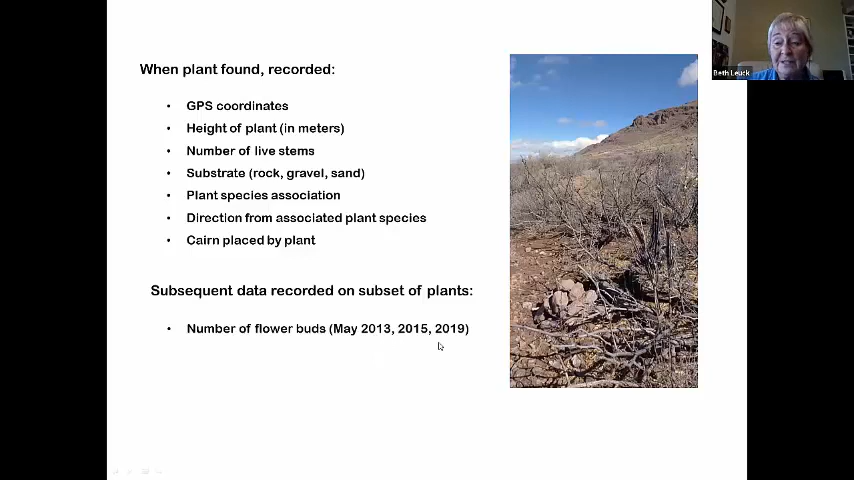 When plant found, recorded:
• GPS coordinates
• Height of plant (in meters)
• Number of live stems
• Substrate (rock, gravel, sand)
• Plant species association
• Direction from associated plant species
• Cairn placed by plant
Subsequent data recorded on subset of plants:
• Number of flower buds (May 2013, 2015, 2019)
Beth Leuck